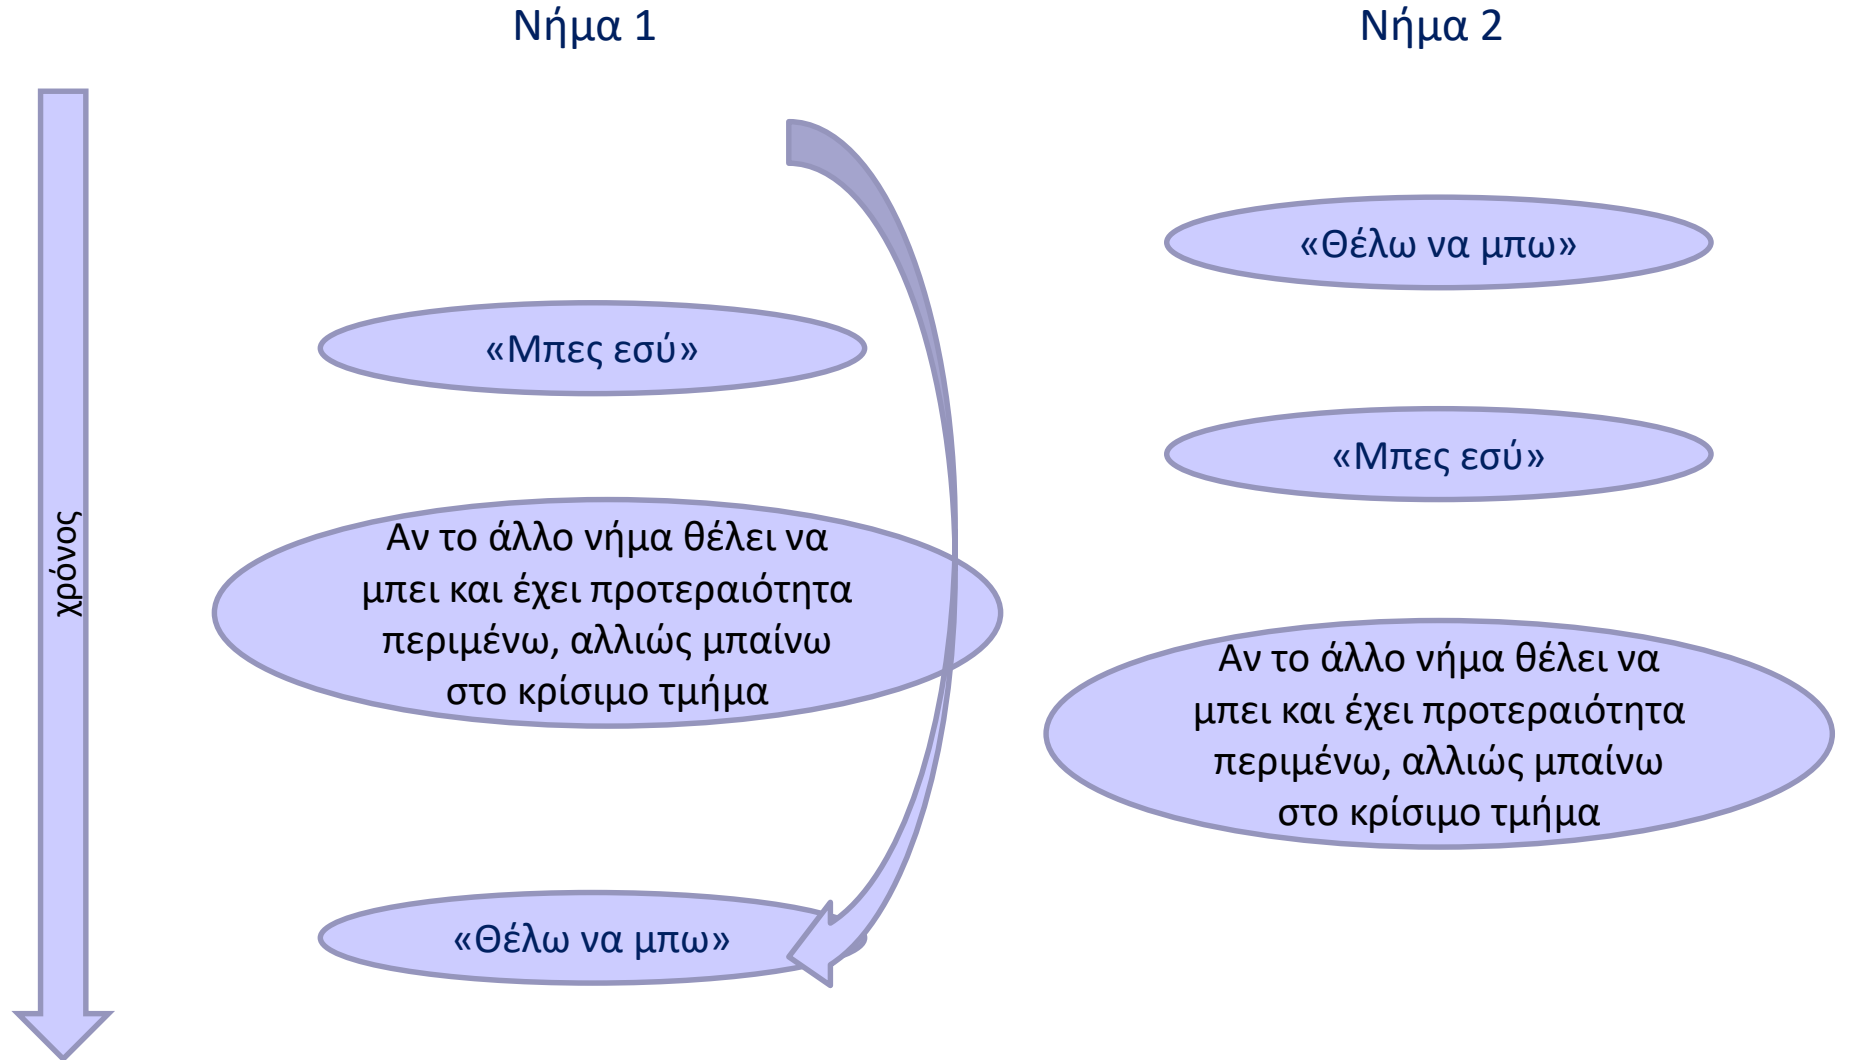 Νήμα 1
Νήμα 2
χρόνος
«Θέλω να μπω»
«Μπες εσύ»
«Μπες εσύ»
Αν το άλλο νήμα θέλει να
μπει και έχει προτεραιότητα
περιμένω, αλλιώς μπαίνω
στο κρίσιμο τμήμα
Αν το άλλο νήμα θέλει να
μπει και έχει προτεραιότητα
περιμένω, αλλιώς μπαίνω
στο κρίσιμο τμήμα
«Θέλω να μπω»